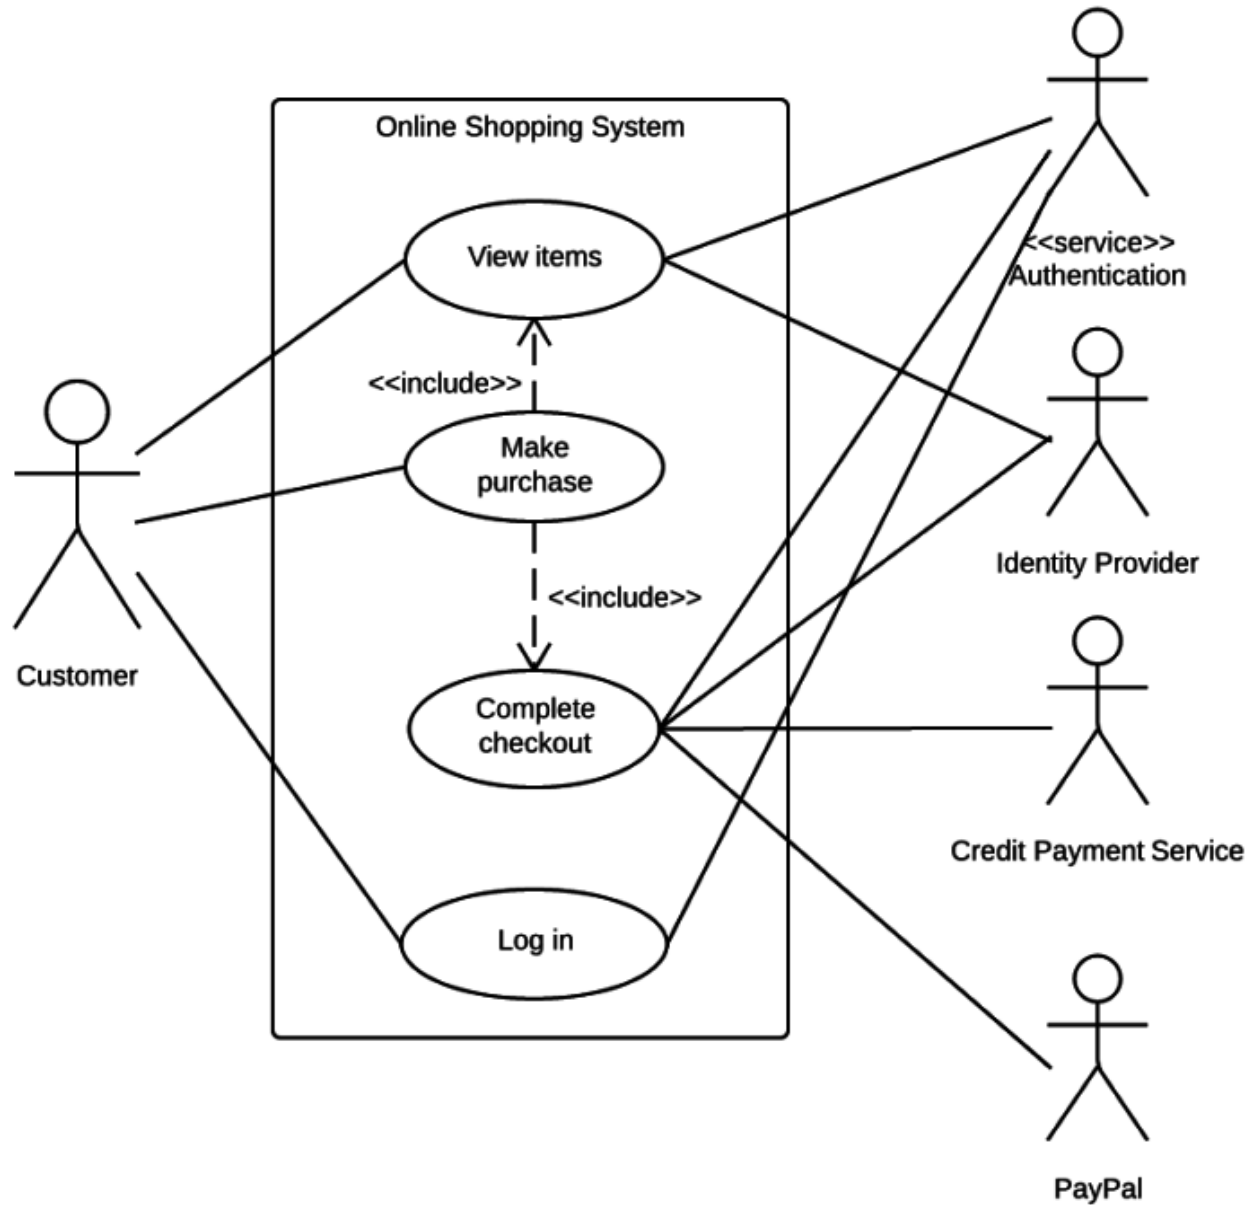 Online Shopping System
View items
<<service>>
Authentication
<<include>>
Make
purchase
Identity Provider
<<include>>
Customer
Complete
checkout
Credit Payment Service
Log in
PayPal